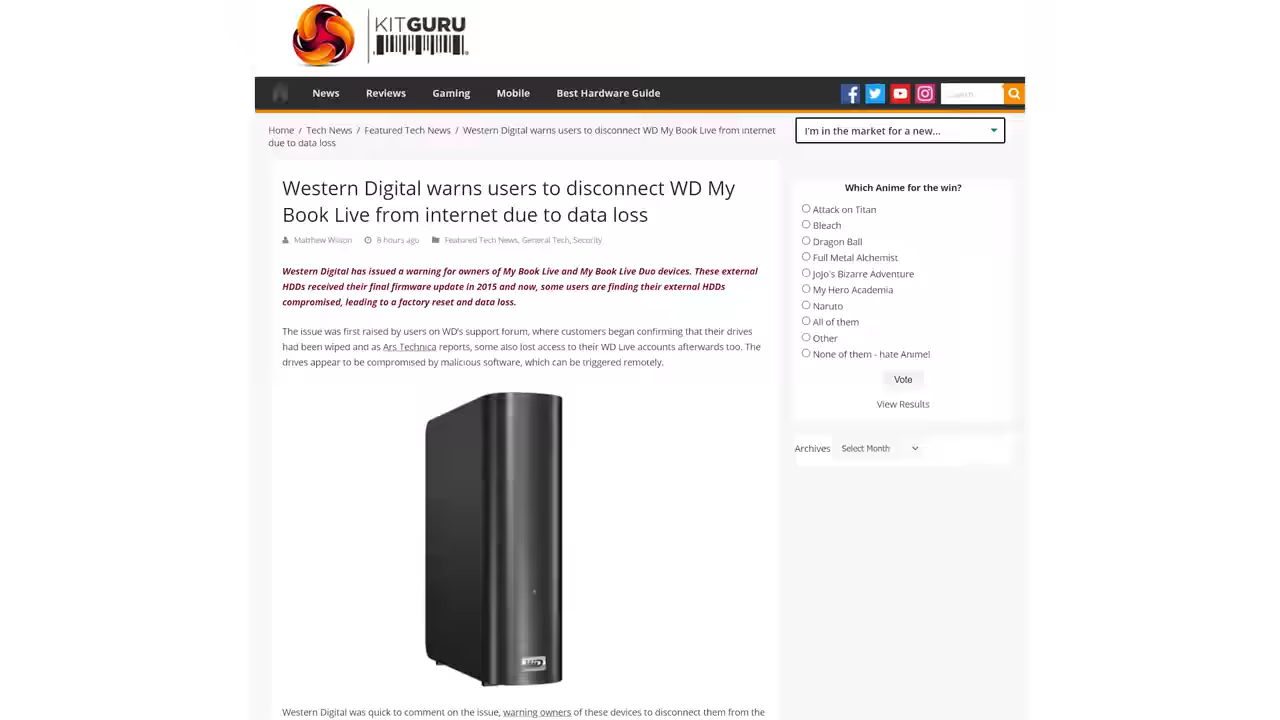 KITGURU
News
Reviews
Gaming
Mobile
Best Hardware Guide
Search
Home / Tech News / Featured Tech News / Western Digital warns users to disconnect WD My Book Live from internet
due to data loss
I'm in the market for a new...
Western Digital warns users to disconnect WD My
Book Live from internet due to data loss
Matthew Wilson
8 hours ago
Featured Tech News, General Tech, Security
Western Digital has issued a warning for owners of My Book Live and My Book Live Duo devices. These external
HDDs received their final firmware update in 2015 and now, some users are finding their external HDDs
compromised, leading to a factory reset and data loss.
The issue was first raised by users on WD's support forum, where customers began confirming that their drives
had been wiped and as Ars Technica reports, some also lost access to their WD Live accounts afterwards too. The
drives appear to be compromised by malicious software, which can be triggered remotely.
WD
Western Digital was quick to comment on the issue, warning owners of these devices to disconnect them from the
Which Anime for the win?
Attack on Titan
Bleach
Dragon Ball
Full Metal Alchemist
JoJo's Bizarre Adventure
My Hero Academia
Naruto
All of them
Other
None of them - hate Anime!
Vote
View Results
Archives
Select Month